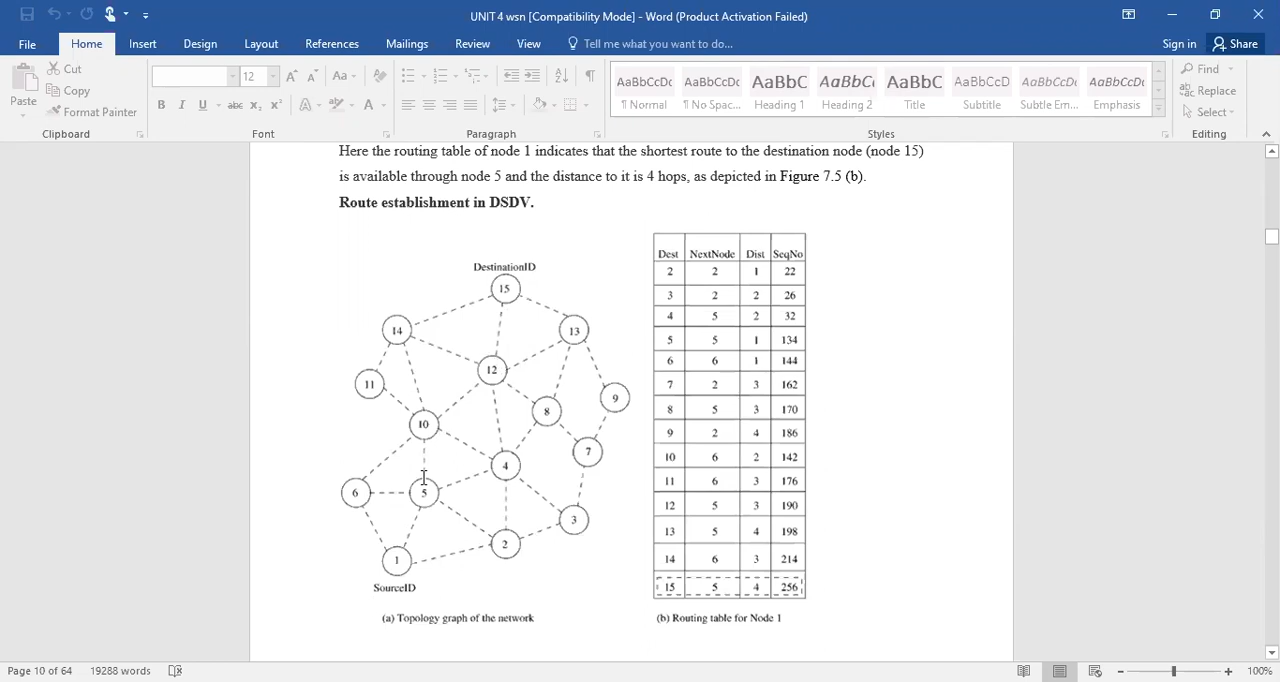 UNIT 4 wsn [Compatibility Mode] - Word (Product Activation Failed)
File Home Insert Design Layout References Mailings Review View Tell me what you want to do... Sign in Share
Paste
Cut
Copy
Format Painter
Clipboard
12 A A Aa
B I U abc x₂ x² A A
Font
Paragraph
AaBbCcDc AaBbCcDc AaBbC AaBbCc AaBbC AaBbCcD AaBbCcDc AaBbCcDc
¶ Normal ¶ No Spac... Heading 1 Heading 2 Title Subtitle Subtle Em... Emphasis
Styles
Find
Replace
Select
Editing
Here the routing table of node 1 indicates that the shortest route to the destination node (node 15)
is available through node 5 and the distance to it is 4 hops, as depicted in Figure 7.5 (b).
Route establishment in DSDV.
DestinationID
15
14
13
12
11
9
8
10
7
4
6
5
3
2
1
SourceID
(a) Topology graph of the network
Dest NextNode Dist SeqNo
2 2 1 22
3 2 2 26
4 5 2 32
5 5 1 134
6 6 1 144
7 2 3 162
8 5 3 170
9 2 4 186
10 6 2 142
11 6 3 176
12 5 3 190
13 5 4 198
14 6 3 214
15 5 4 256
(b) Routing table for Node 1
Page 10 of 64 19288 words 100%